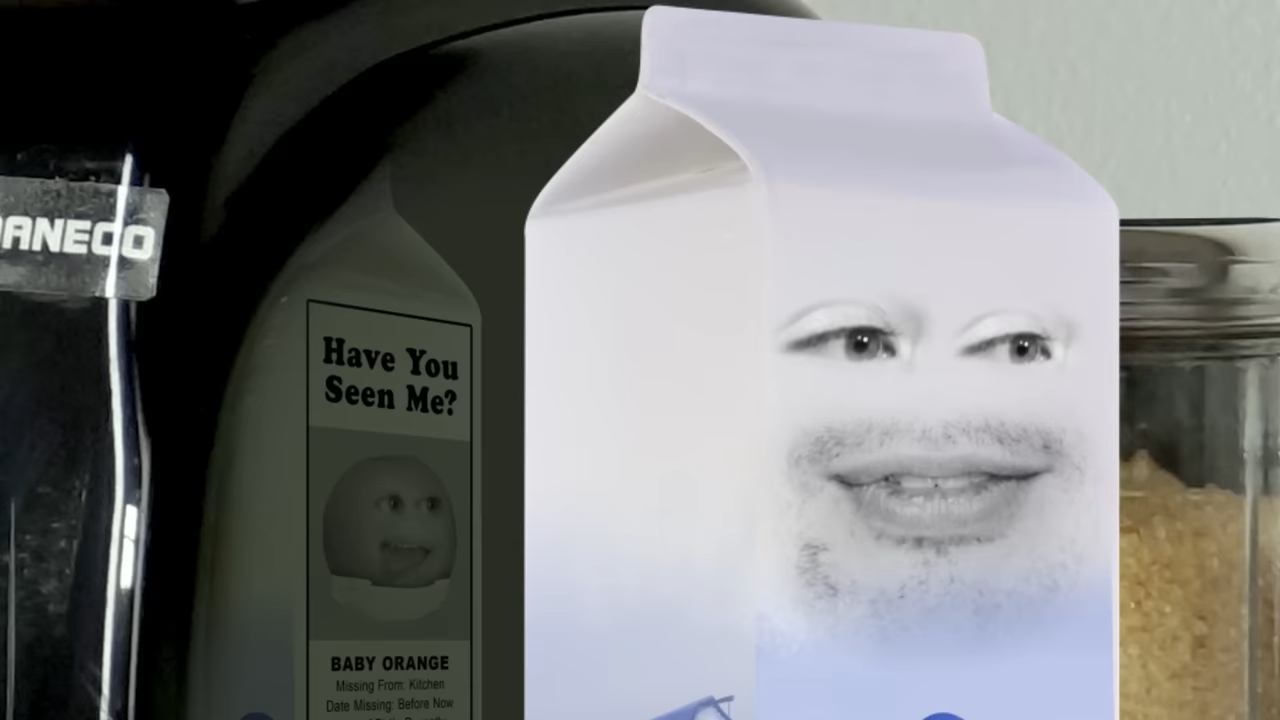 ANECO
Have You
Seen Me?
BABY ORANGE
Missing From: Kitchen
Date Missing: Before Now